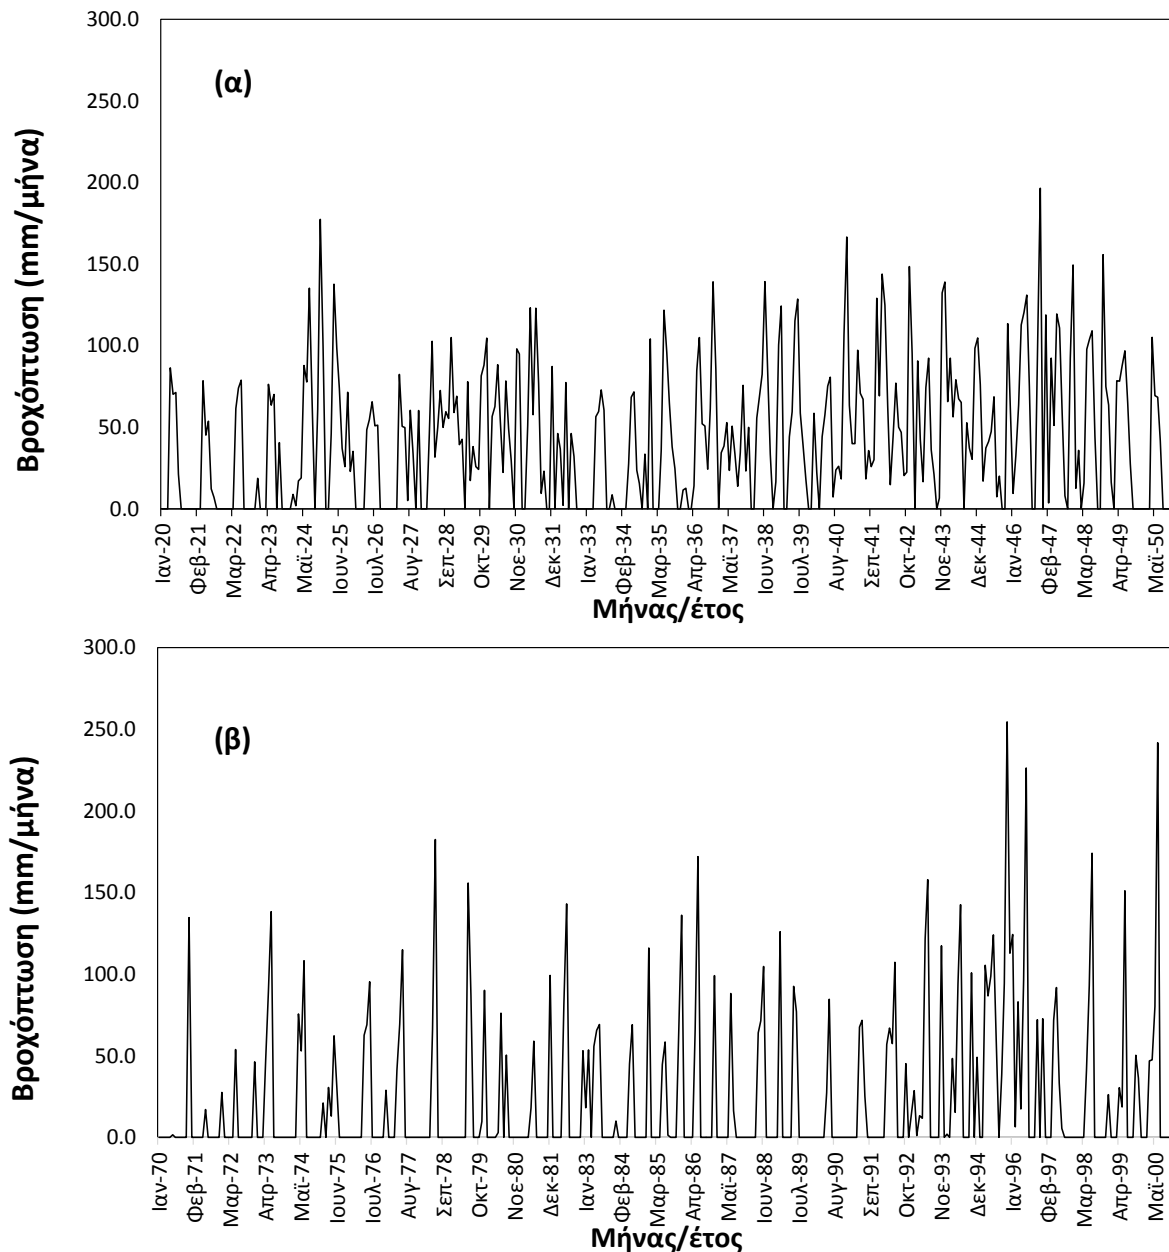 300.0
250.0
200.0
150.0
100.0
50.0
0.0
Βροχόπτωση (mm/μήνα)
(α)
Ιαν-20
Φεβ-21
Μαρ-22
Απρ-23
Μαϊ-24
Ιουν-25
Ιουλ-26
Αυγ-27
Σεπ-28
Οκτ-29
Νοε-30
Δεκ-31
Ιαν-33
Φεβ-34
Μαρ-35
Απρ-36
Μαϊ-37
Ιουν-38
Ιουλ-39
Αυγ-40
Σεπ-41
Οκτ-42
Νοε-43
Δεκ-44
Ιαν-46
Φεβ-47
Μαρ-48
Απρ-49
Μαϊ-50
Μήνας/έτος
300.0
250.0
200.0
150.0
100.0
50.0
0.0
Βροχόπτωση (mm/μήνα)
(β)
Ιαν-70
Φεβ-71
Μαρ-72
Απρ-73
Μαϊ-74
Ιουν-75
Ιουλ-76
Αυγ-77
Σεπ-78
Οκτ-79
Νοε-80
Δεκ-81
Ιαν-83
Φεβ-84
Μαρ-85
Απρ-86
Μαϊ-87
Ιουν-88
Ιουλ-89
Αυγ-90
Σεπ-91
Οκτ-92
Νοε-93
Δεκ-94
Ιαν-96
Φεβ-97
Μαρ-98
Απρ-99
Μαϊ-00
Μήνας/έτος